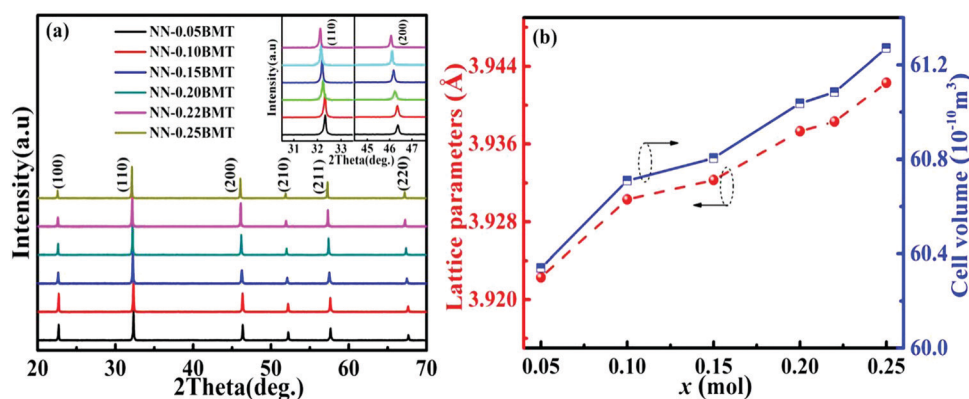 (a)
NN-0.05BMT
NN-0.10BMT
NN-0.15BMT
NN-0.20BMT
NN-0.22BMT
NN-0.25BMT
Intensity(a.u)
(110)
(200)
31 32 33 45 46 47
2Theta(deg.)
(100)
(110)
(200)
(210)
(211)
(220)
Intensity(a.u)
20 30 40 50 60 70
2Theta(deg.)
(b)
Lattice parameters (Å)
3.944
3.936
3.928
3.920
61.2
60.8
60.4
60.0
Cell volume (10⁻¹⁰m³)
0.05 0.10 0.15 0.20 0.25
x (mol)